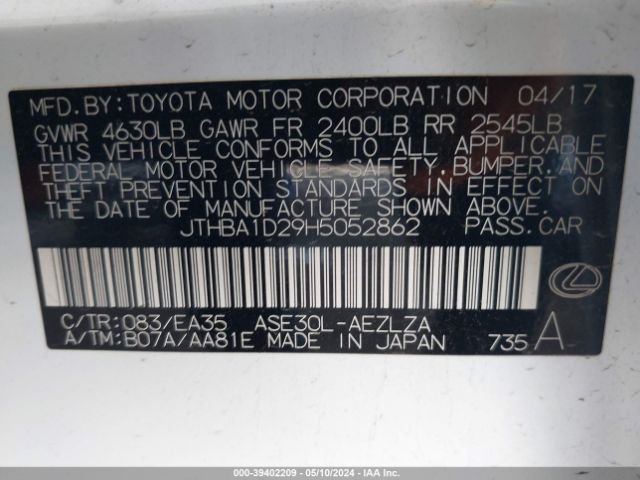 MFD. BY: TOYOTA MOTOR CORPORATION 04/17
GVWR 4630LB GAWR FR 2400LB RR 2545LB
THIS VEHICLE CONFORMS TO ALL APPLICABLE
FEDERAL MOTOR VEHICLE SAFETY, BUMPER, AND
THEFT PREVENTION STANDARDS IN EFFECT ON
THE DATE OF MANUFACTURE SHOWN ABOVE.
JTHBA1D29H5052862 PASS. CAR
C/TR: 083/EA35 ASE30L-AEZLZA
A/TM: B07A/AA81E MADE IN JAPAN 735 A
000-39402209 - 05/10/2024 - IAAI.COM